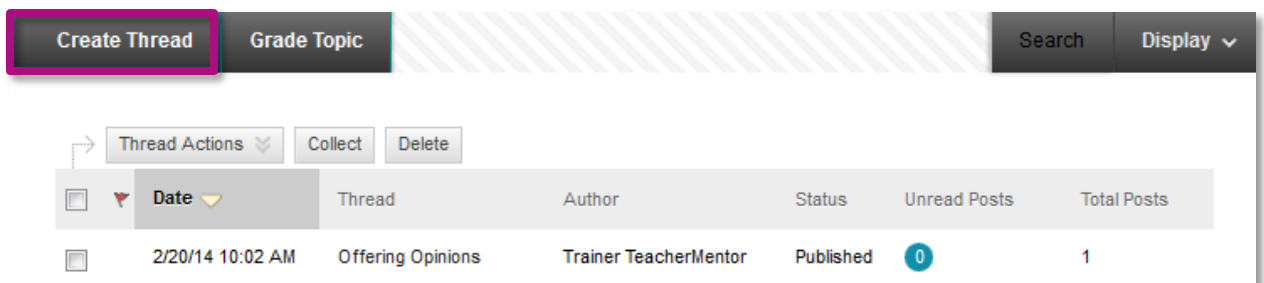 Create Thread Grade Topic Search Display
Thread Actions Collect Delete
Date Thread Author Status Unread Posts Total Posts
2/20/14 10:02 AM Offering Opinions Trainer TeacherMentor Published 0 1